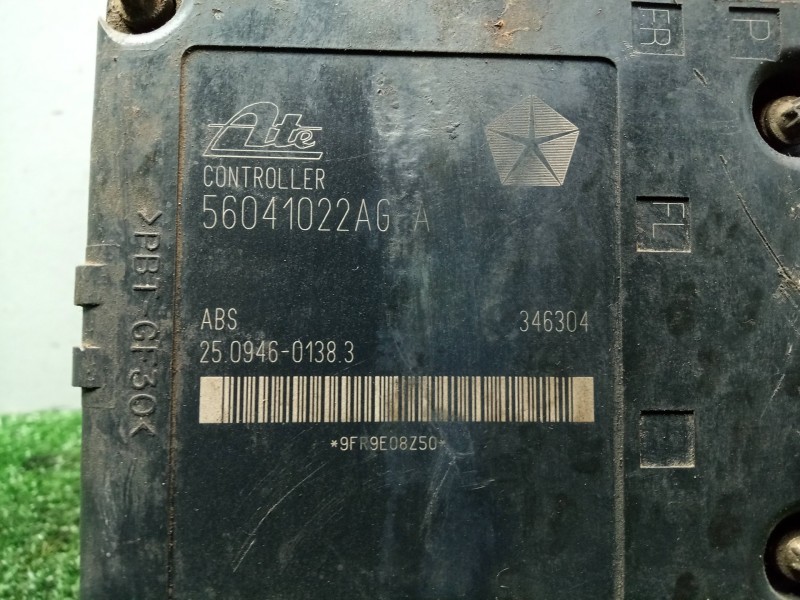 Ate
CONTROLLER
56041022AG A
ABS 346304
25.0946-0138.3
*9FR9E08Z50*
>PBT-GF30<
FR
P
FL